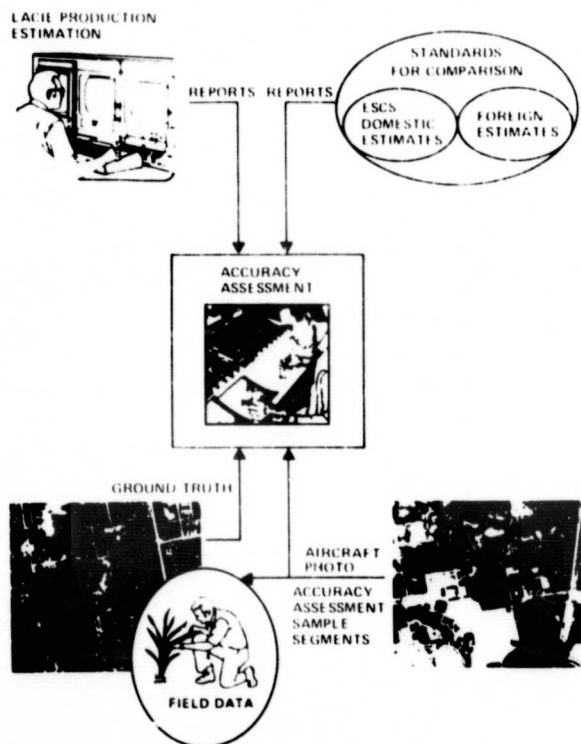 LACIE PRODUCTION
ESTIMATION
REPORTS
REPORTS
STANDARDS
FOR COMPARISON
ESCS
DOMESTIC
ESTIMATES
FOREIGN
ESTIMATES
ACCURACY
ASSESSMENT
GROUND TRUTH
AIRCRAFT
PHOTO
ACCURACY
ASSESSMENT
SAMPLE
SEGMENTS
FIELD DATA